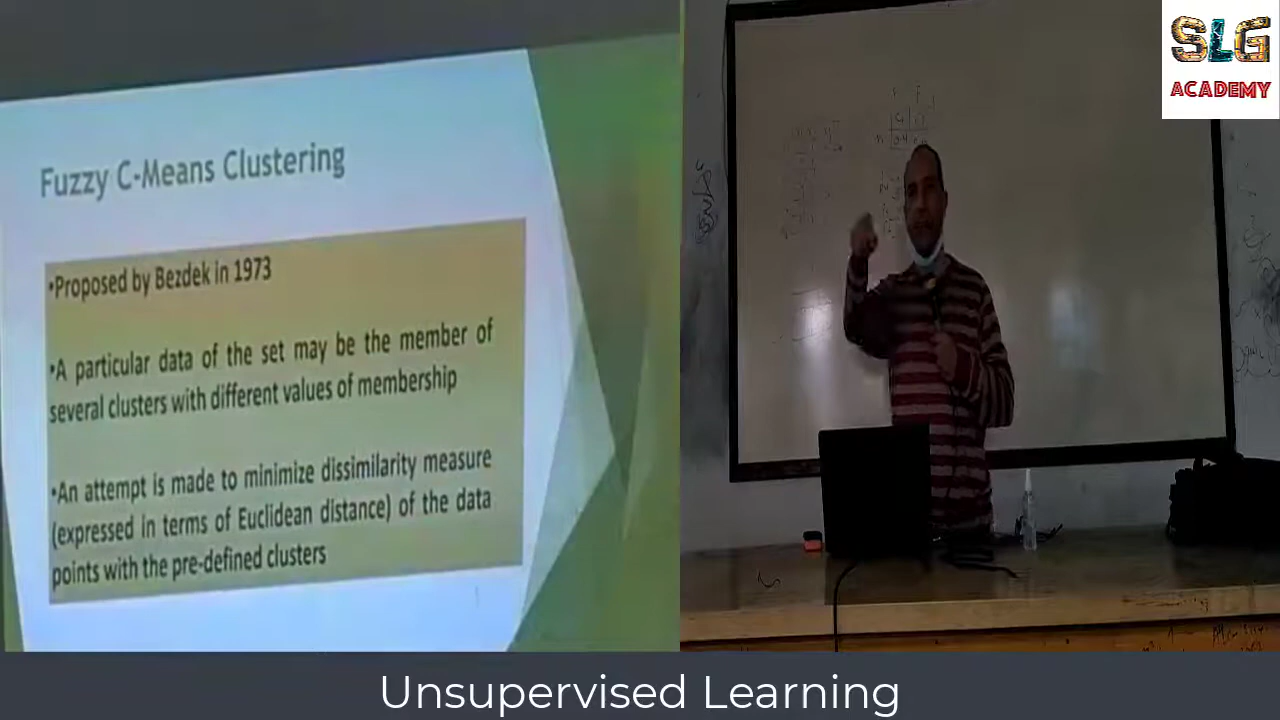 Fuzzy C-Means Clustering
•Proposed by Bezdek in 1973
•A particular data of the set may be the member of
several clusters with different values of membership
•An attempt is made to minimize dissimilarity measure
(expressed in terms of Euclidean distance) of the data
points with the pre-defined clusters
SLG
ACADEMY
Unsupervised Learning